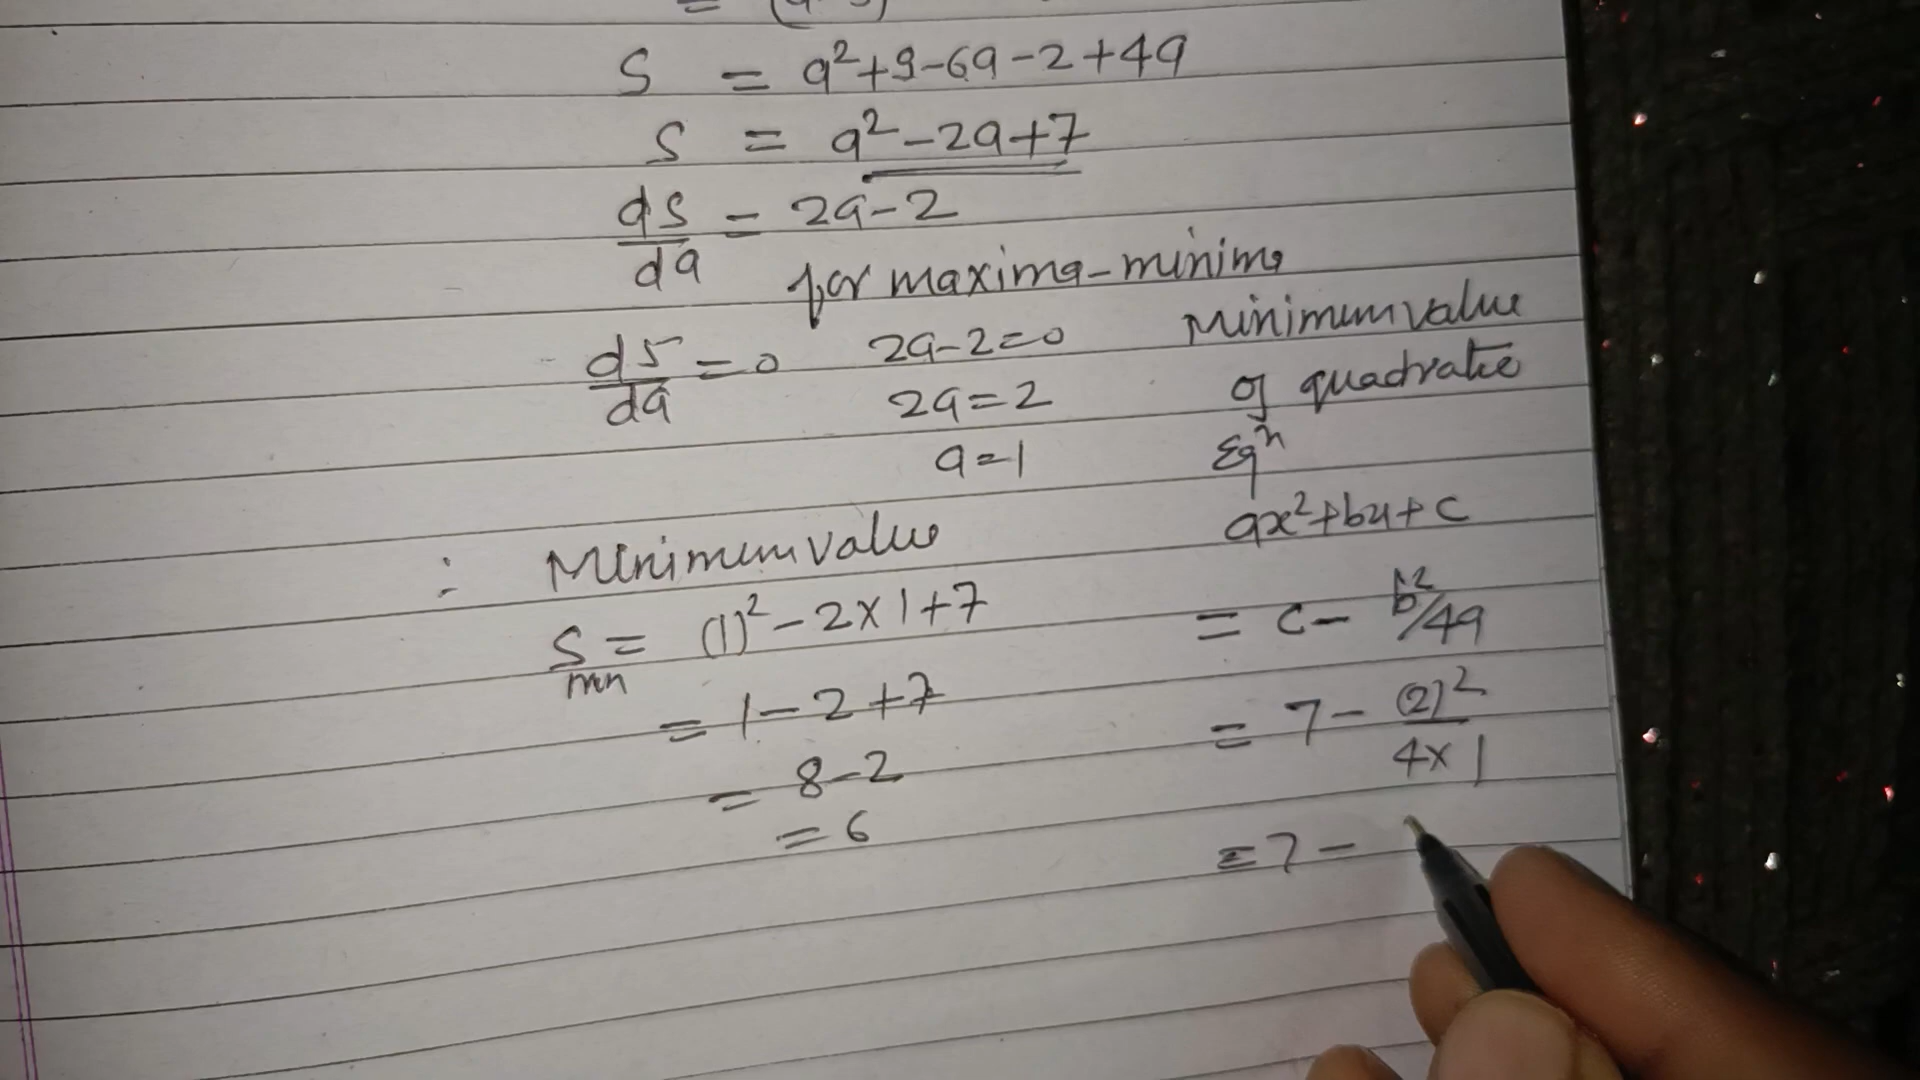 S = a²+9-6a-2+4a
S = a²-2a+7
dS/da = 2a-2
for maxima-minima
dS/da = 0 2a-2=0
2a=2
a=1
∴ Minimum value
S min = (1)²-2×1+7
= 1-2+7
= 8-2
= 6
Minimum value
of quadratic
Eqⁿ
ax²+bx+c
= c- b²/4a
= 7- (2)²/4×1
= 7-